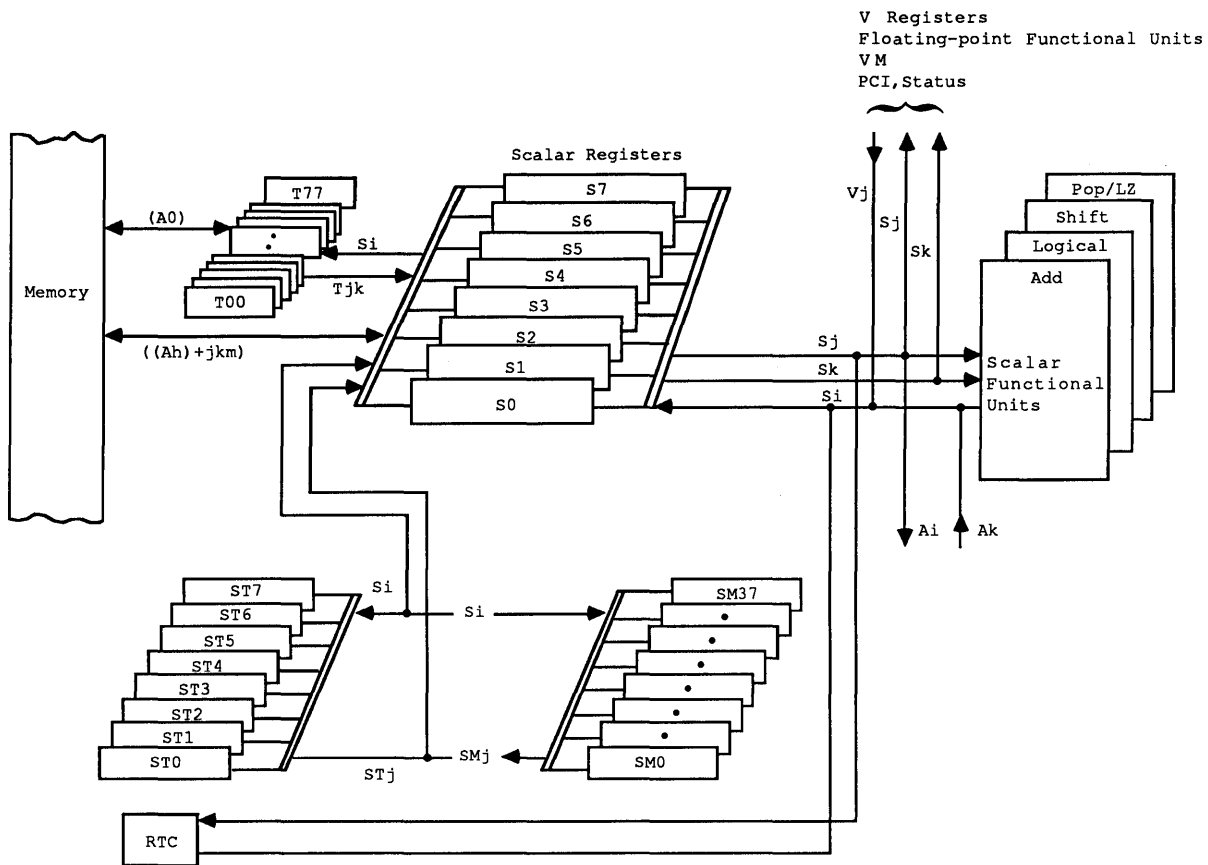 V Registers
Floating-point Functional Units
VM
PCI,Status
Scalar Registers
Memory
(A0)
T77
T00
Si
Tjk
((Ah)+jkm)
S7
S6
S5
S4
S3
S2
S1
S0
Vj
Sj
Sk
Pop/LZ
Shift
Logical
Add
Scalar
Functional
Units
Sj
Sk
Si
Ai
Ak
ST7
ST6
ST5
ST4
ST3
ST2
ST1
ST0
Si
Si
STj
SMj
SM37
SM0
RTC